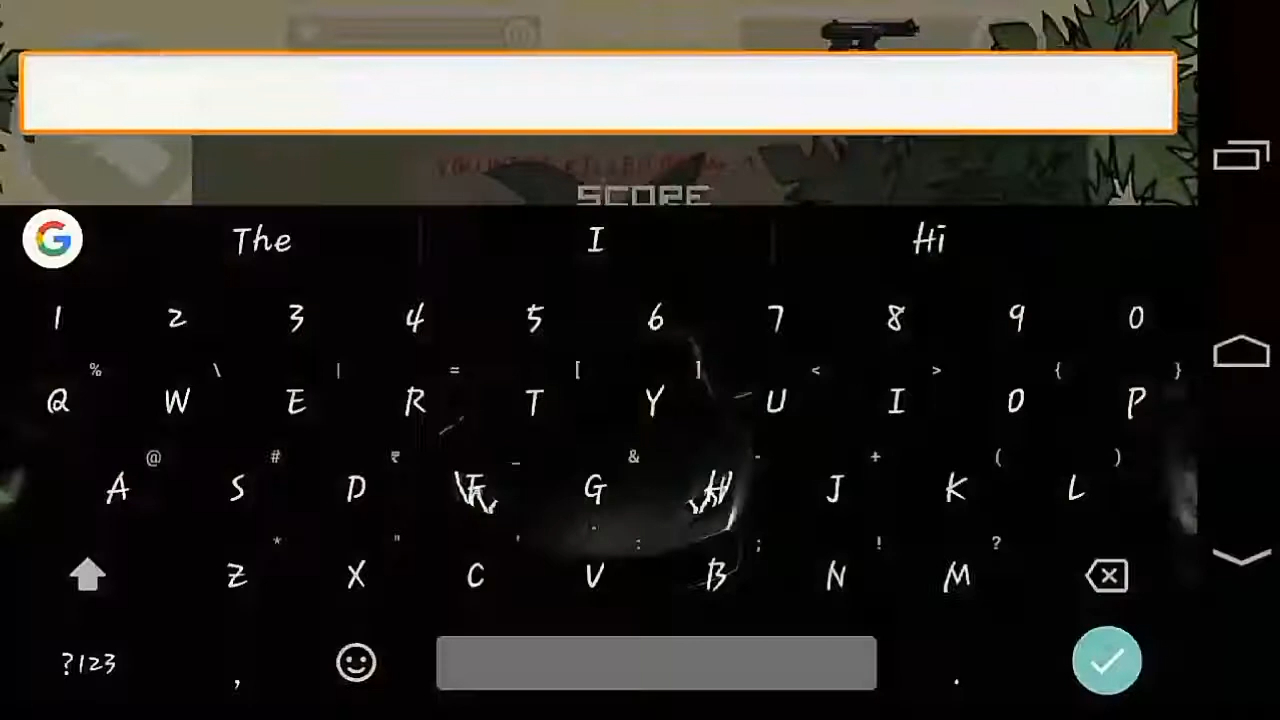 SCORE
The I Hi
1 2 3 4 5 6 7 8 9 0
% \ | = [ ] < > { }
Q W E R T Y U I O P
@ # ₹ _ & - + ( )
A S D F G H J K L
* " ' : ; ! ?
Z X C V B N M
?123 , .